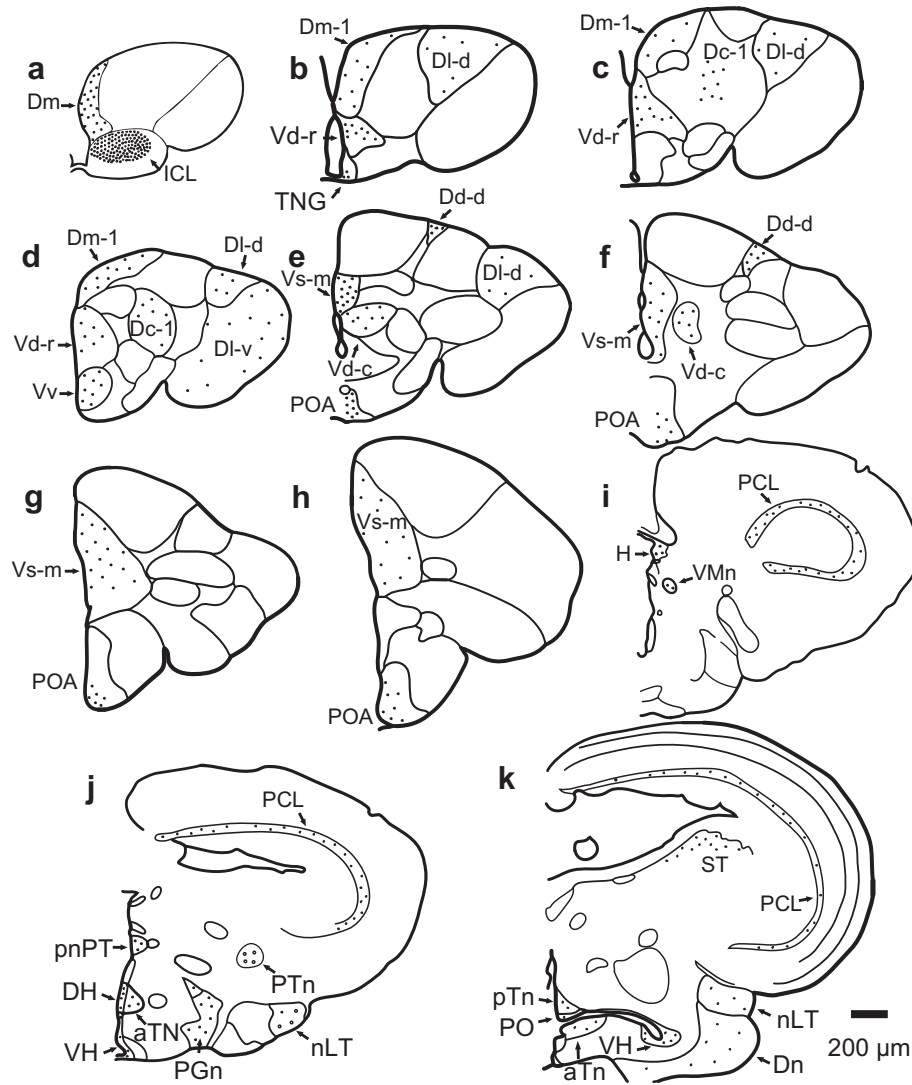 a
Dm
ICL
b
Dm-1
Dl-d
Vd-r
TNG
c
Dm-1
Dc-1
Dl-d
Vd-r
d
Dm-1
Dl-d
Vd-r
Dc-1
Dl-v
Vv
e
Dd-d
Vs-m
Dl-d
Vd-c
POA
f
Dd-d
Vs-m
Vd-c
POA
g
Vs-m
POA
h
Vs-m
POA
i
PCL
H
VMn
j
PCL
pnPT
DH
aTN
VH
PGn
PTn
nLT
k
ST
PCL
pTn
PO
aTn
VH
nLT
Dn
200 µm